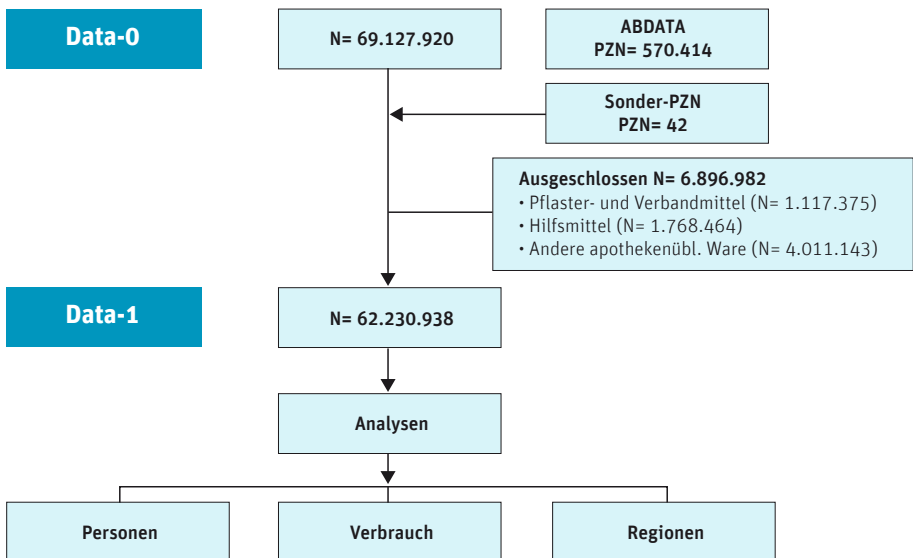 Data-0
N= 69.127.920
ABDATA
PZN= 570.414
Sonder-PZN
PZN= 42
Ausgeschlossen N= 6.896.982
• Pflaster- und Verbandmittel (N= 1.117.375)
• Hilfsmittel (N= 1.768.464)
• Andere apothekenübl. Ware (N= 4.011.143)
Data-1
N= 62.230.938
Analysen
Personen
Verbrauch
Regionen